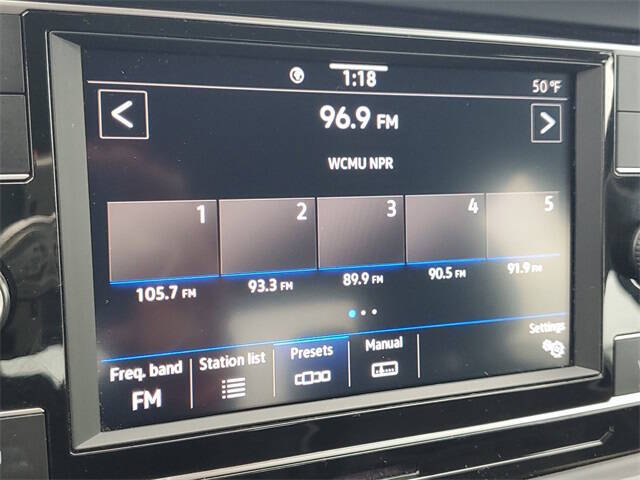 1:18
50 °F
96.9 FM
WCMU NPR
1 2 3 4 5
105.7 FM 93.3 FM 89.9 FM 90.5 FM 91.9 FM
Freq. band Station list Presets Manual Settings
FM